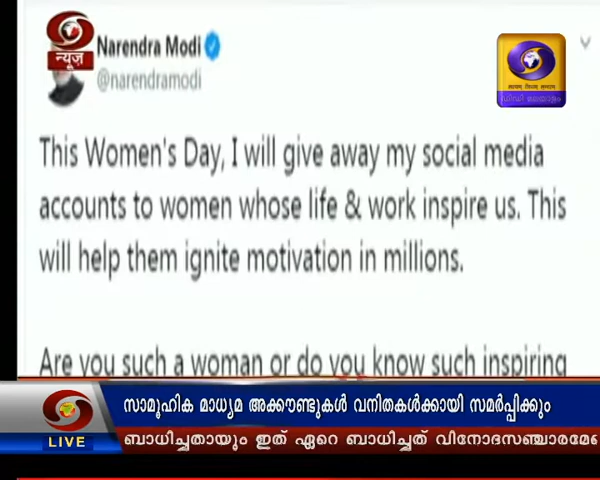 न्यूज़
Narendra Modi
@narendramodi
ഡിഡി മലയാളം
This Women's Day, I will give away my social media
accounts to women whose life & work inspire us. This
will help them ignite motivation in millions.
Are you such a woman or do you know such inspiring
സാമൂഹിക മാധ്യമ അക്കൗണ്ടുകൾ വനിതകൾക്കായി സമർപ്പിക്കും
LIVE
ബാധിച്ചതായും ഇത് ഏറെ ബാധിച്ചത് വിനോദസഞ്ചാരമേ